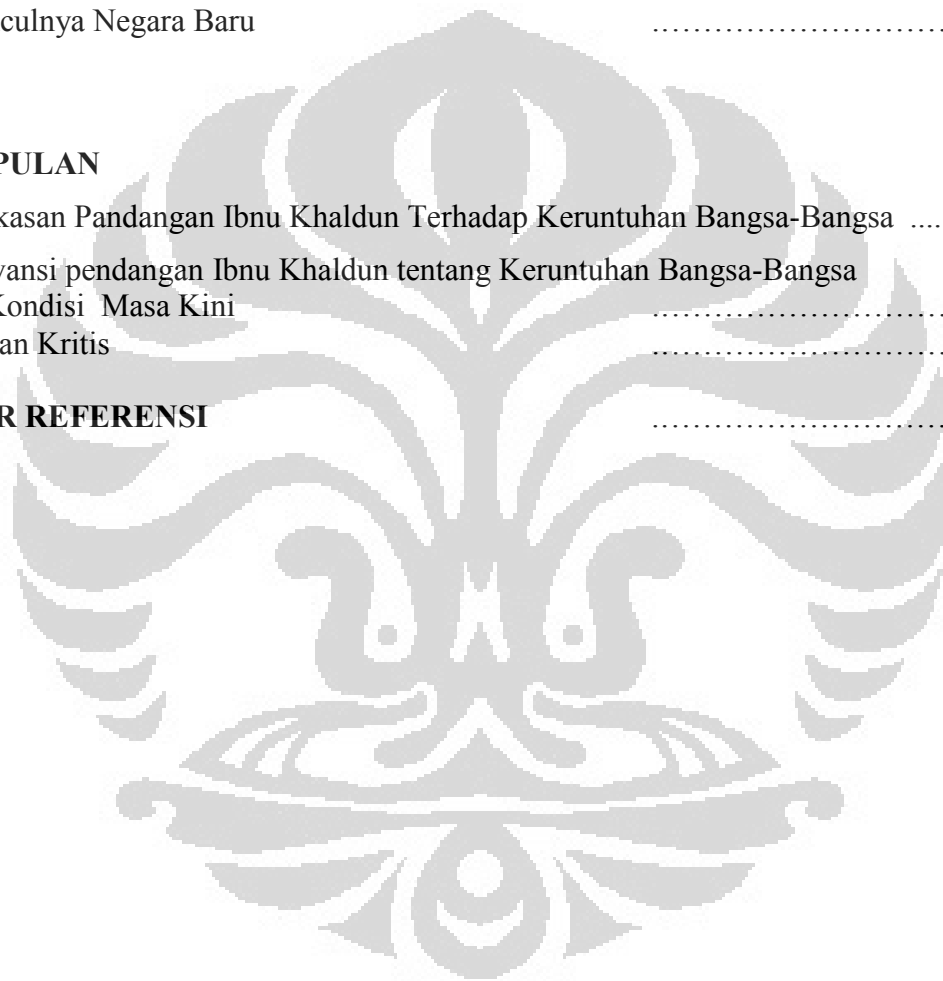 culnya Negara Baru ..............................
PULAN
kasan Pandangan Ibnu Khaldun Terhadap Keruntuhan Bangsa-Bangsa ....
vansi pendangan Ibnu Khaldun tentang Keruntuhan Bangsa-Bangsa
Kondisi Masa Kini ..............................
an Kritis ..............................
R REFERENSI ..............................